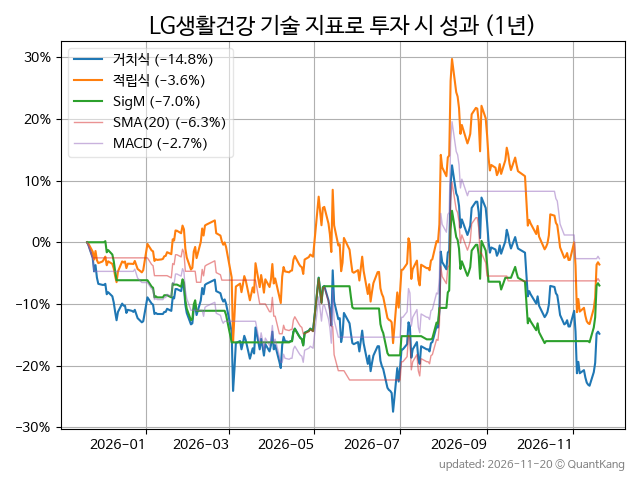 LG생활건강 기술 지표로 투자 시 성과 (1년)
30%
20%
10%
0%
−10%
−20%
−30%
거치식 (−14.8%)
적립식 (−3.6%)
SigM (−7.0%)
SMA(20) (−6.3%)
MACD (−2.7%)
2026-01 2026-03 2026-05 2026-07 2026-09 2026-11
updated: 2026-11-20 © QuantKang